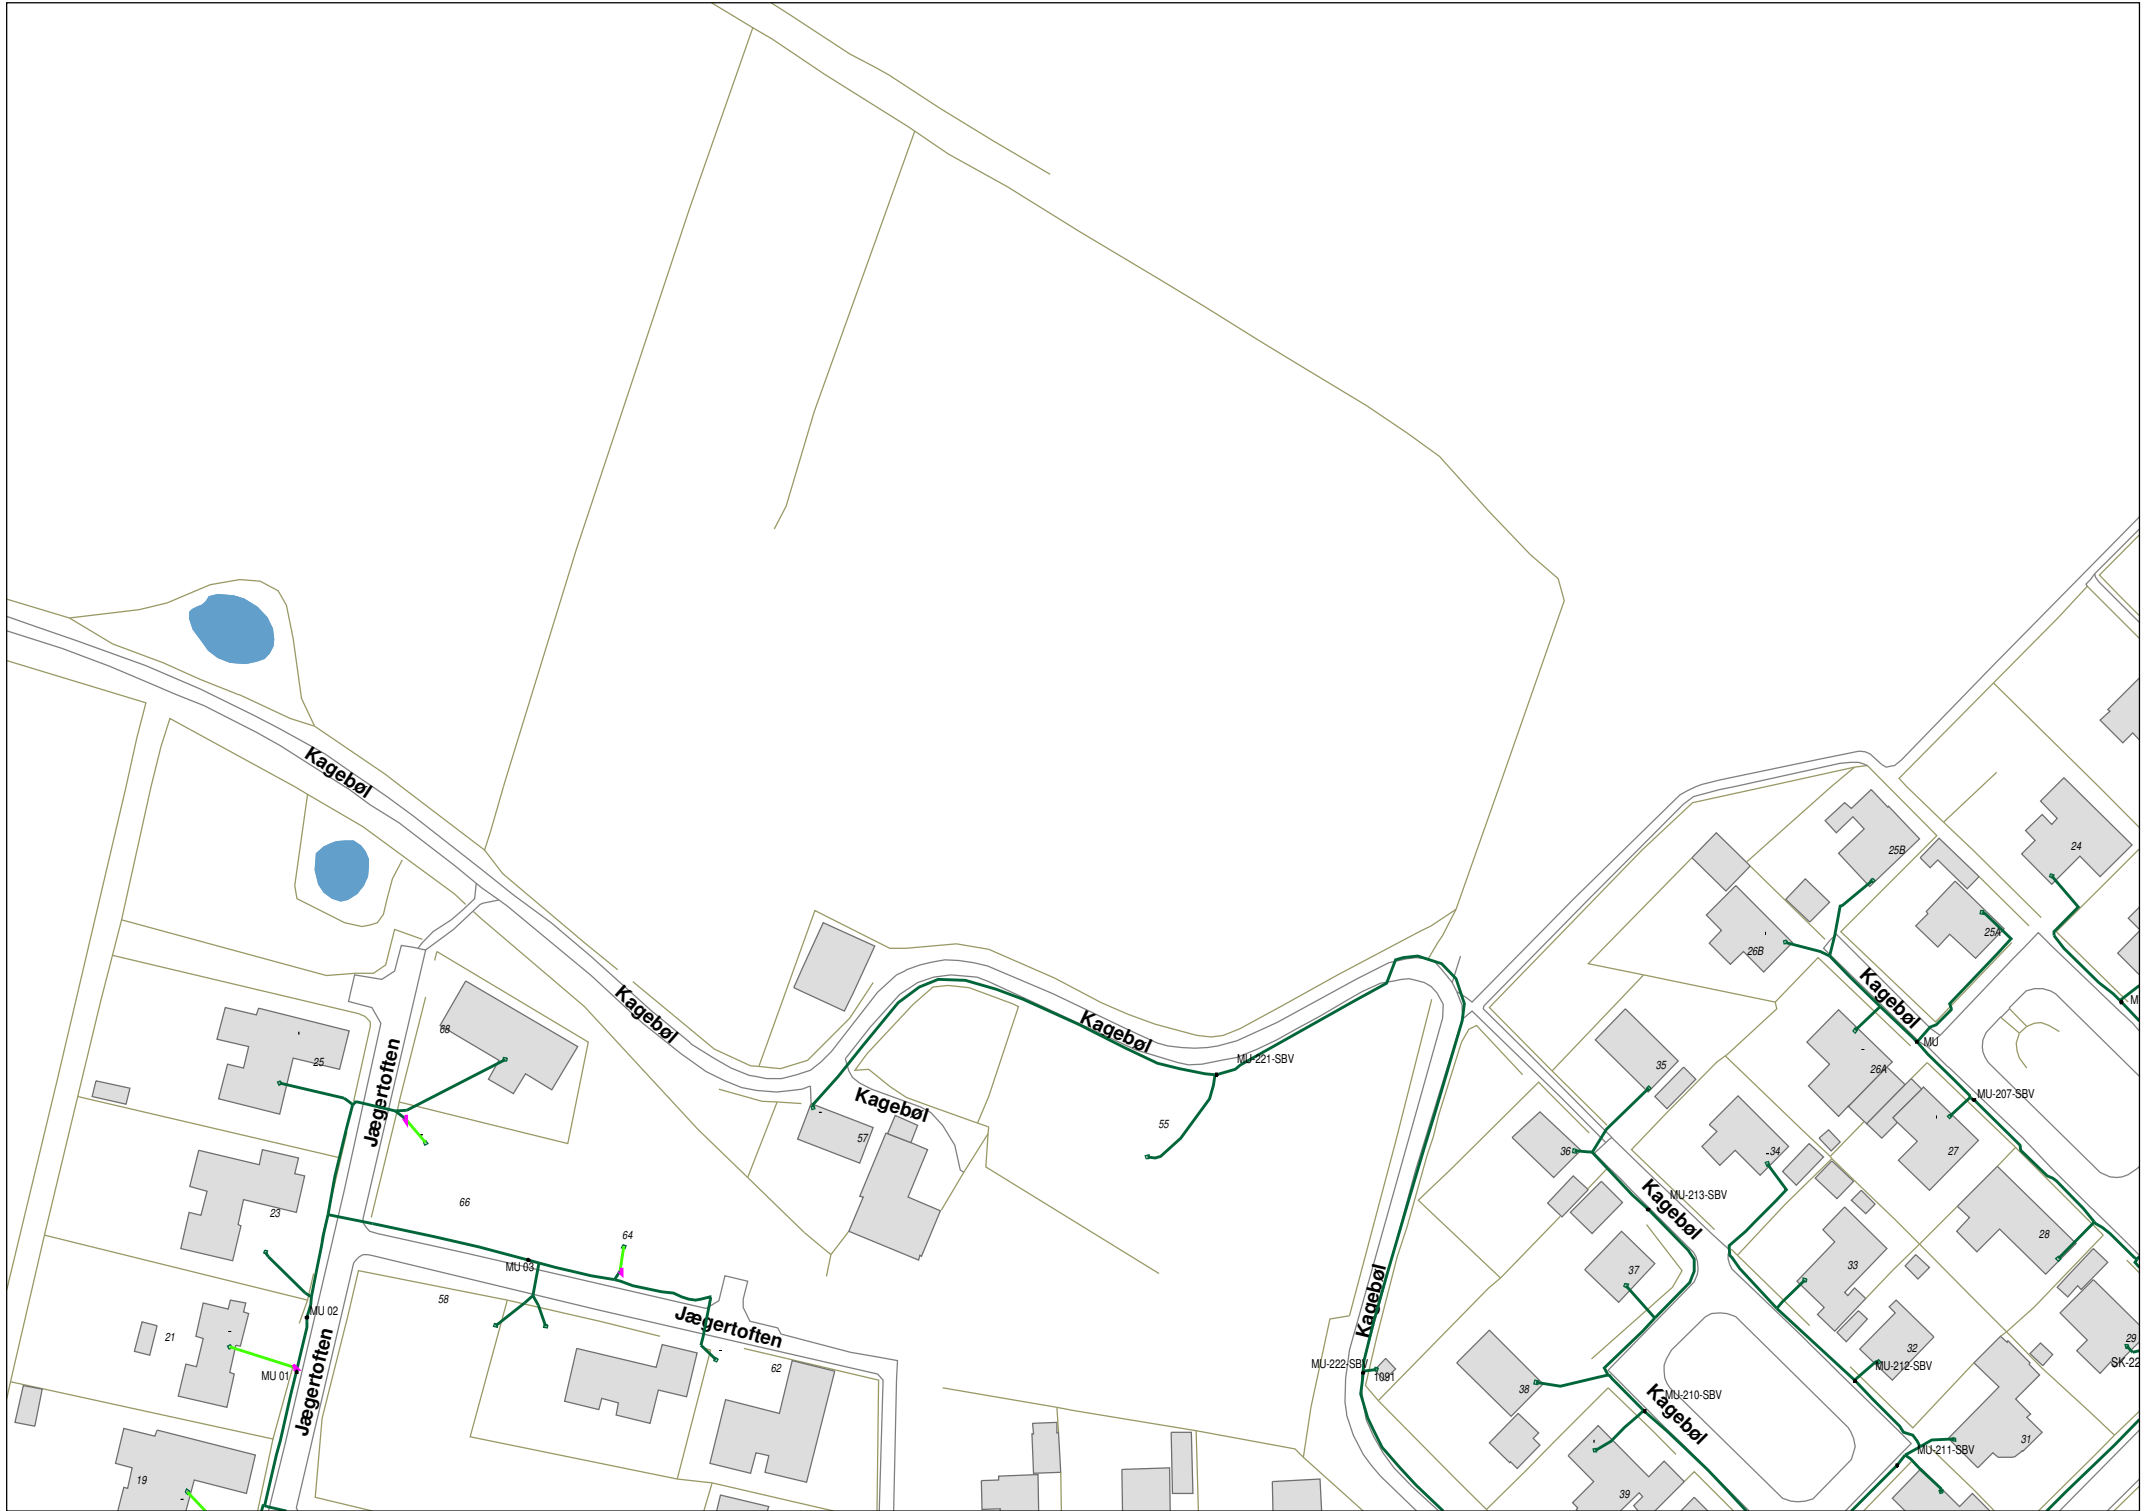 Kagebøl
25B
24
26B
25A
Kagebøl
68
Kagebøl
Kagebøl
MU
MU-221-SBV
25
Jægertoften
35
26A
Kagebøl
MU-207-SBV
57
55
36
34
27
66
23
Kagebøl
MU-213-SBV
64
28
MU 03
33
37
58
MU 02
Kagebøl
Jægertoften
21
29
32
62
MU-222-SBV
MU-212-SBV
SK-22
MU 01
1091
Jægertoften
38
Kagebøl
MU-210-SBV
31
MU-211-SBV
19
39